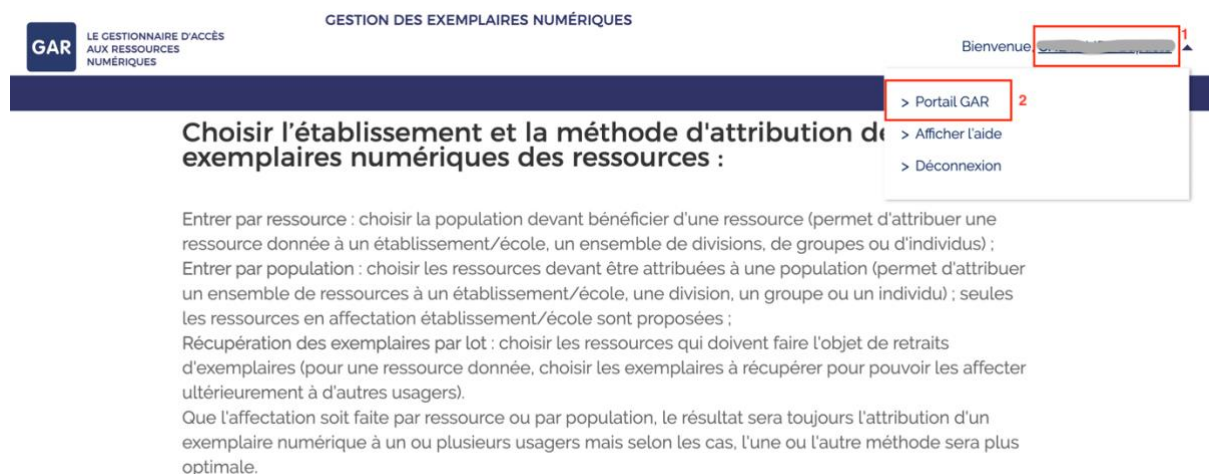 GESTION DES EXEMPLAIRES NUMÉRIQUES
GAR
LE GESTIONNAIRE D'ACCÈS
AUX RESSOURCES
NUMÉRIQUES
Bienvenue,
1
> Portail GAR
2
> Afficher l'aide
> Déconnexion
Choisir l'établissement et la méthode d'attribution
exemplaires numériques des ressources :
Entrer par ressource : choisir la population devant bénéficier d'une ressource (permet d'attribuer une
ressource donnée à un établissement/école, un ensemble de divisions, de groupes ou d'individus) ;
Entrer par population : choisir les ressources devant être attribuées à une population (permet d'attribuer
un ensemble de ressources à un établissement/école, une division, un groupe ou un individu) ; seules
les ressources en affectation établissement/école sont proposées ;
Récupération des exemplaires par lot : choisir les ressources qui doivent faire l'objet de retraits
d'exemplaires (pour une ressource donnée, choisir les exemplaires à récupérer pour pouvoir les affecter
ultérieurement à d'autres usagers).
Que l'affectation soit faite par ressource ou par population, le résultat sera toujours l'attribution d'un
exemplaire numérique à un ou plusieurs usagers mais selon les cas, l'une ou l'autre méthode sera plus
optimale.